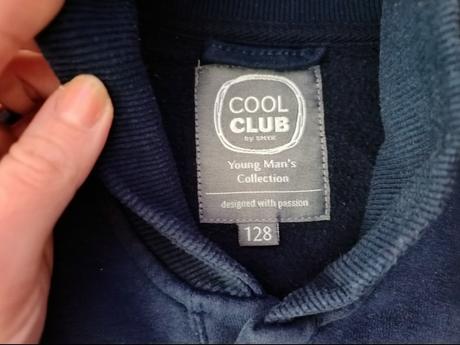 COOL
CLUB
by SMYK
Young Man's
Collection
designed with passion
128